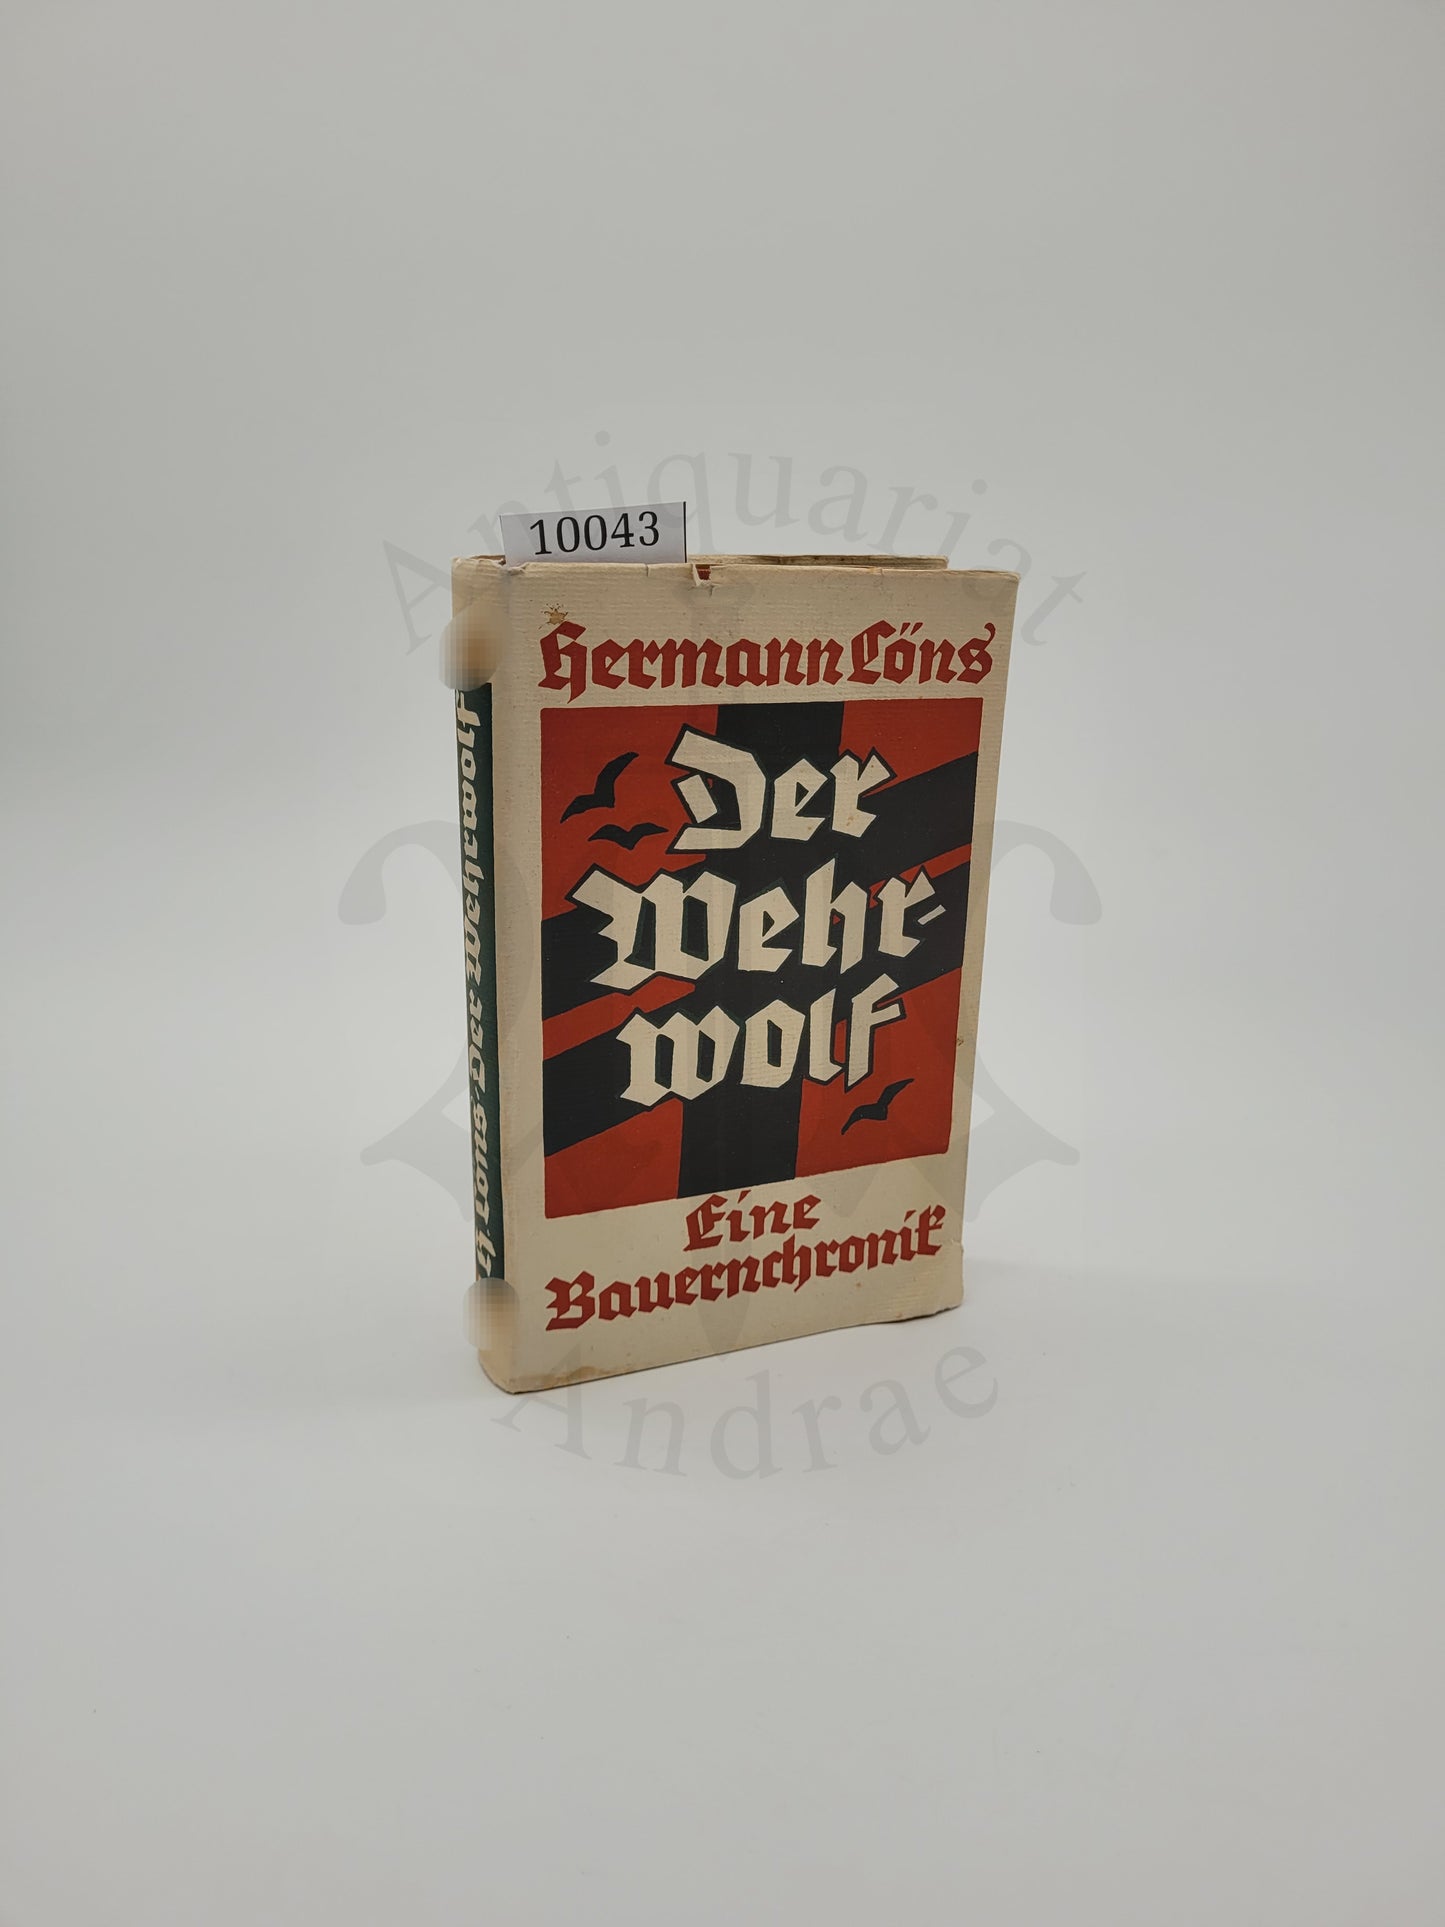 Antiquariat
10043
Hermann Löns
Der
Wehr-
wolf
Eine
Bauernchronik
H. Löns' Der Wehrwolf
Andrae